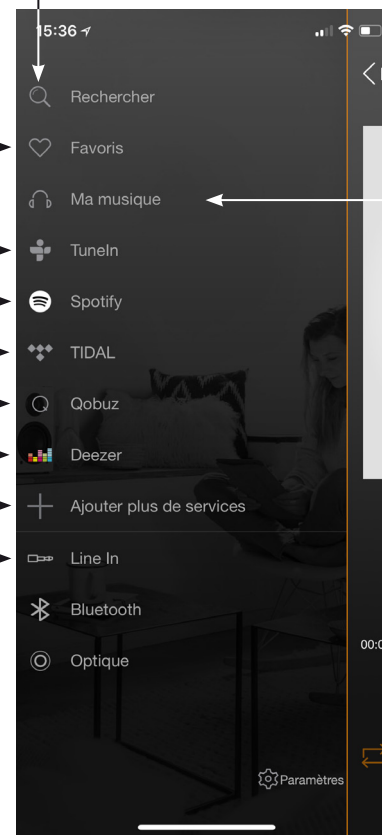 15:36
Rechercher
Favoris
Ma musique
TuneIn
Spotify
TIDAL
Qobuz
Deezer
Ajouter plus de services
Line In
Bluetooth
Optique
Paramètres